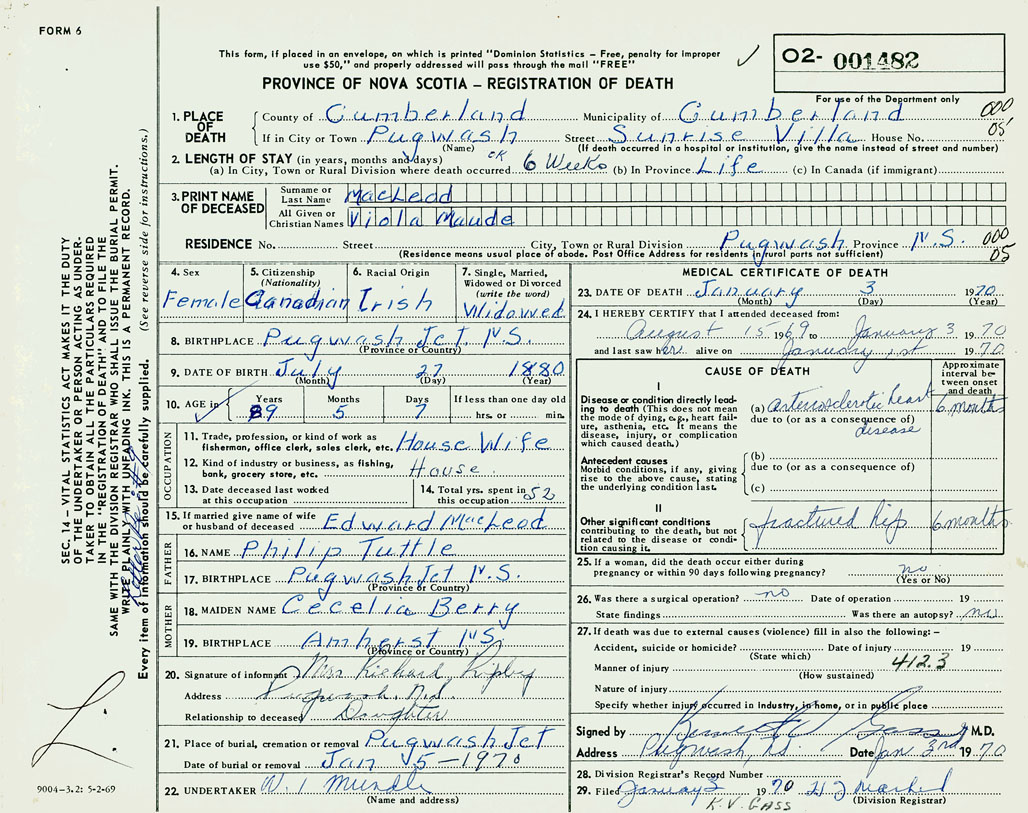 FORM 6
This form, if placed in an envelope, on which is printed "Dominion Statistics – Free, penalty for improper
use $50," and properly addressed will pass through the mail "FREE"
O2- 001482
PROVINCE OF NOVA SCOTIA – REGISTRATION OF DEATH
For use of the Department only
1. PLACE OF DEATH
County of Cumberland Municipality of Cumberland 000
If in City or Town Pugwash Street Sunrise Villa House No. 05
(Name) (If death occurred in a hospital or institution, give the name instead of street and number)
2. LENGTH OF STAY (in years, months and days)
(a) In City, Town or Rural Division where death occurred 6 Weeks (b) In Province Life (c) In Canada (if immigrant)
3. PRINT NAME OF DECEASED
Surname or Last Name MacLeod
All Given or Christian Names Viola Maude
RESIDENCE No. Street City, Town or Rural Division Pugwash Province N.S. 000
(Residence means usual place of abode. Post Office Address for residents in rural parts not sufficient) 05
4. Sex Female
5. Citizenship (Nationality) Canadian
6. Racial Origin Irish
7. Single, Married, Widowed or Divorced (write the word) Widowed
8. BIRTHPLACE Pugwash Jct N.S.
(Province or Country)
9. DATE OF BIRTH July 27 1880
(Month) (Day) (Year)
10. AGE in Years 89 Months 5 Days 7 If less than one day old hrs. or min.
OCCUPATION
11. Trade, profession, or kind of work as
fisherman, office clerk, sales clerk, etc. House Wife
12. Kind of industry or business, as fishing,
bank, grocery store, etc. House
13. Date deceased last worked
at this occupation
14. Total yrs. spent in
this occupation 52
15. If married give name of wife
or husband of deceased Edward MacLeod
FATHER
16. NAME Philip Tuttle
17. BIRTHPLACE Pugwash Jct N.S.
(Province or Country)
MOTHER
18. MAIDEN NAME Cecelia Berry
19. BIRTHPLACE Amherst N.S.
(Province or Country)
20. Signature of informant Mrs Richard Ripley
Address Pugwash, N.S.
Relationship to deceased Daughter
21. Place of burial, cremation or removal Pugwash Jct
Date of burial or removal Jan 5 – 1970
22. UNDERTAKER W. I Mundle
(Name and address)
MEDICAL CERTIFICATE OF DEATH
23. DATE OF DEATH January 3 1970
(Month) (Day) (Year)
24. I HEREBY CERTIFY that I attended deceased from:
August 15 1969 to January 3 1970
and last saw her alive on January 1st 1970
CAUSE OF DEATH
Approximate interval between onset and death
I
Disease or condition directly leading
to death (This does not
mean the mode of dying, e.g., heart failure,
asthenia, etc. It means the
disease, injury, or complication
which caused death.)
(a) arteriosclerotic heart 6 months
due to (or as a consequence of)
disease
Antecedent causes
Morbid conditions, if any, giving
rise to the above cause, stating
the underlying condition last.
(b)
due to (or as a consequence of)
(c)
II
Other significant conditions
contributing to the death, but not
related to the disease or condition
causing it.
fractured hip 6 months
25. If a woman, did the death occur either during
pregnancy or within 90 days following pregnancy? no
(Yes or No)
26. Was there a surgical operation? no Date of operation 19
State findings Was there an autopsy? no
27. If death was due to external causes (violence) fill in also the following:–
Accident, suicide or homicide? Date of injury 19
(State which)
Manner of injury 412.3
(How sustained)
Nature of injury
Specify whether injury occurred in industry, in home, or in public place
Signed by Gass M.D.
Address Pugwash, N.S. Date Jan. 3rd 1970
28. Division Registrar's Record Number
29. Filed January 3 1970
(Division Registrar)
K.V. GASS
SEC. 14 – VITAL STATISTICS ACT MAKES IT THE DUTY
OF THE UNDERTAKER OR PERSON ACTING AS UNDERTAKER
TO OBTAIN ALL THE PARTICULARS REQUIRED
IN THE "REGISTRATION OF DEATH" AND TO FILE THE
SAME WITH THE DIVISION REGISTRAR WHO SHALL ISSUE THE BURIAL PERMIT.
WRITE PLAINLY WITH UNFADING INK. THIS IS A PERMANENT RECORD.
Every item of information should be carefully supplied. (See reverse side for instructions.)
9004–3.2: 5-2-69